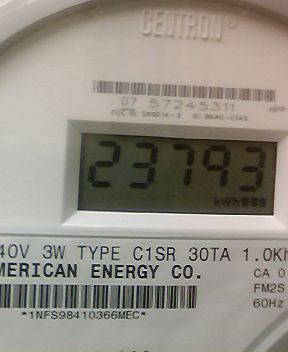 CENTRON
07 57245311
23793
kWh
40V 3W TYPE C1SR 30TA 1.0Kh
MERICAN ENERGY CO.
CA 0
FM2S
60Hz
*1NFS98410366MEC*